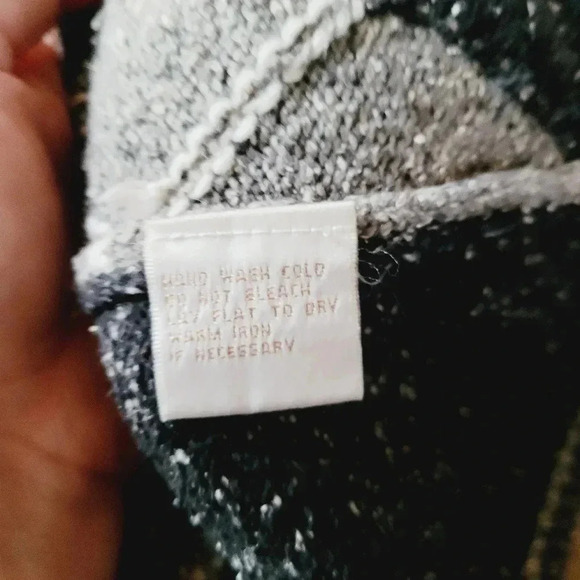 HAND WASH COLD
DO NOT BLEACH
LAY FLAT TO DRY
WARM IRON
IF NECESSARY